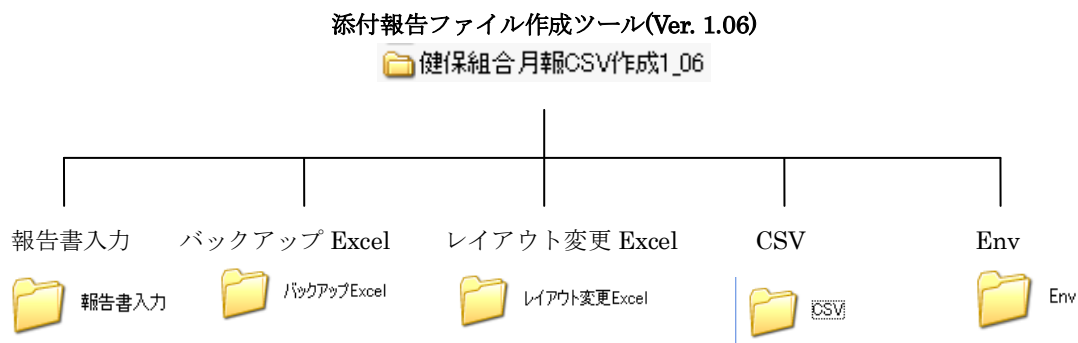 添付報告ファイル作成ツール(Ver. 1.06)
健保組合月報CSV作成1_06
報告書入力 バックアップ Excel レイアウト変更 Excel CSV Env
報告書入力 バックアップExcel レイアウト変更Excel CSV Env